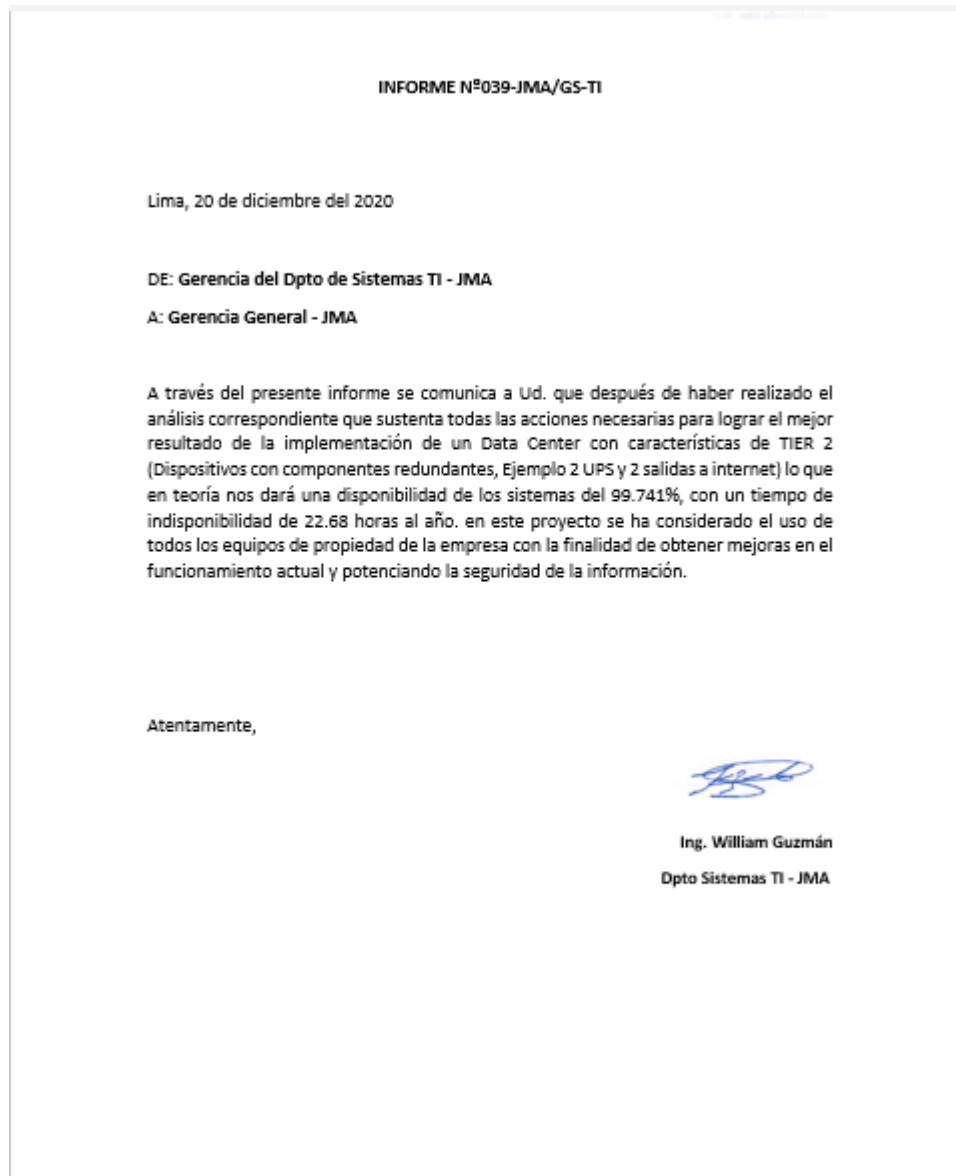 INFORME Nº039-JMA/GS-TI
Lima, 20 de diciembre del 2020
DE: Gerencia del Dpto de Sistemas TI - JMA
A: Gerencia General - JMA
A través del presente informe se comunica a Ud. que después de haber realizado el
análisis correspondiente que sustenta todas las acciones necesarias para lograr el mejor
resultado de la implementación de un Data Center con características de TIER 2
(Dispositivos con componentes redundantes, Ejemplo 2 UPS y 2 salidas a internet) lo que
en teoría nos dará una disponibilidad de los sistemas del 99.741%, con un tiempo de
indisponibilidad de 22.68 horas al año. en este proyecto se ha considerado el uso de
todos los equipos de propiedad de la empresa con la finalidad de obtener mejoras en el
funcionamiento actual y potenciando la seguridad de la información.
Atentamente,
Ing. William Guzmán
Dpto Sistemas TI - JMA